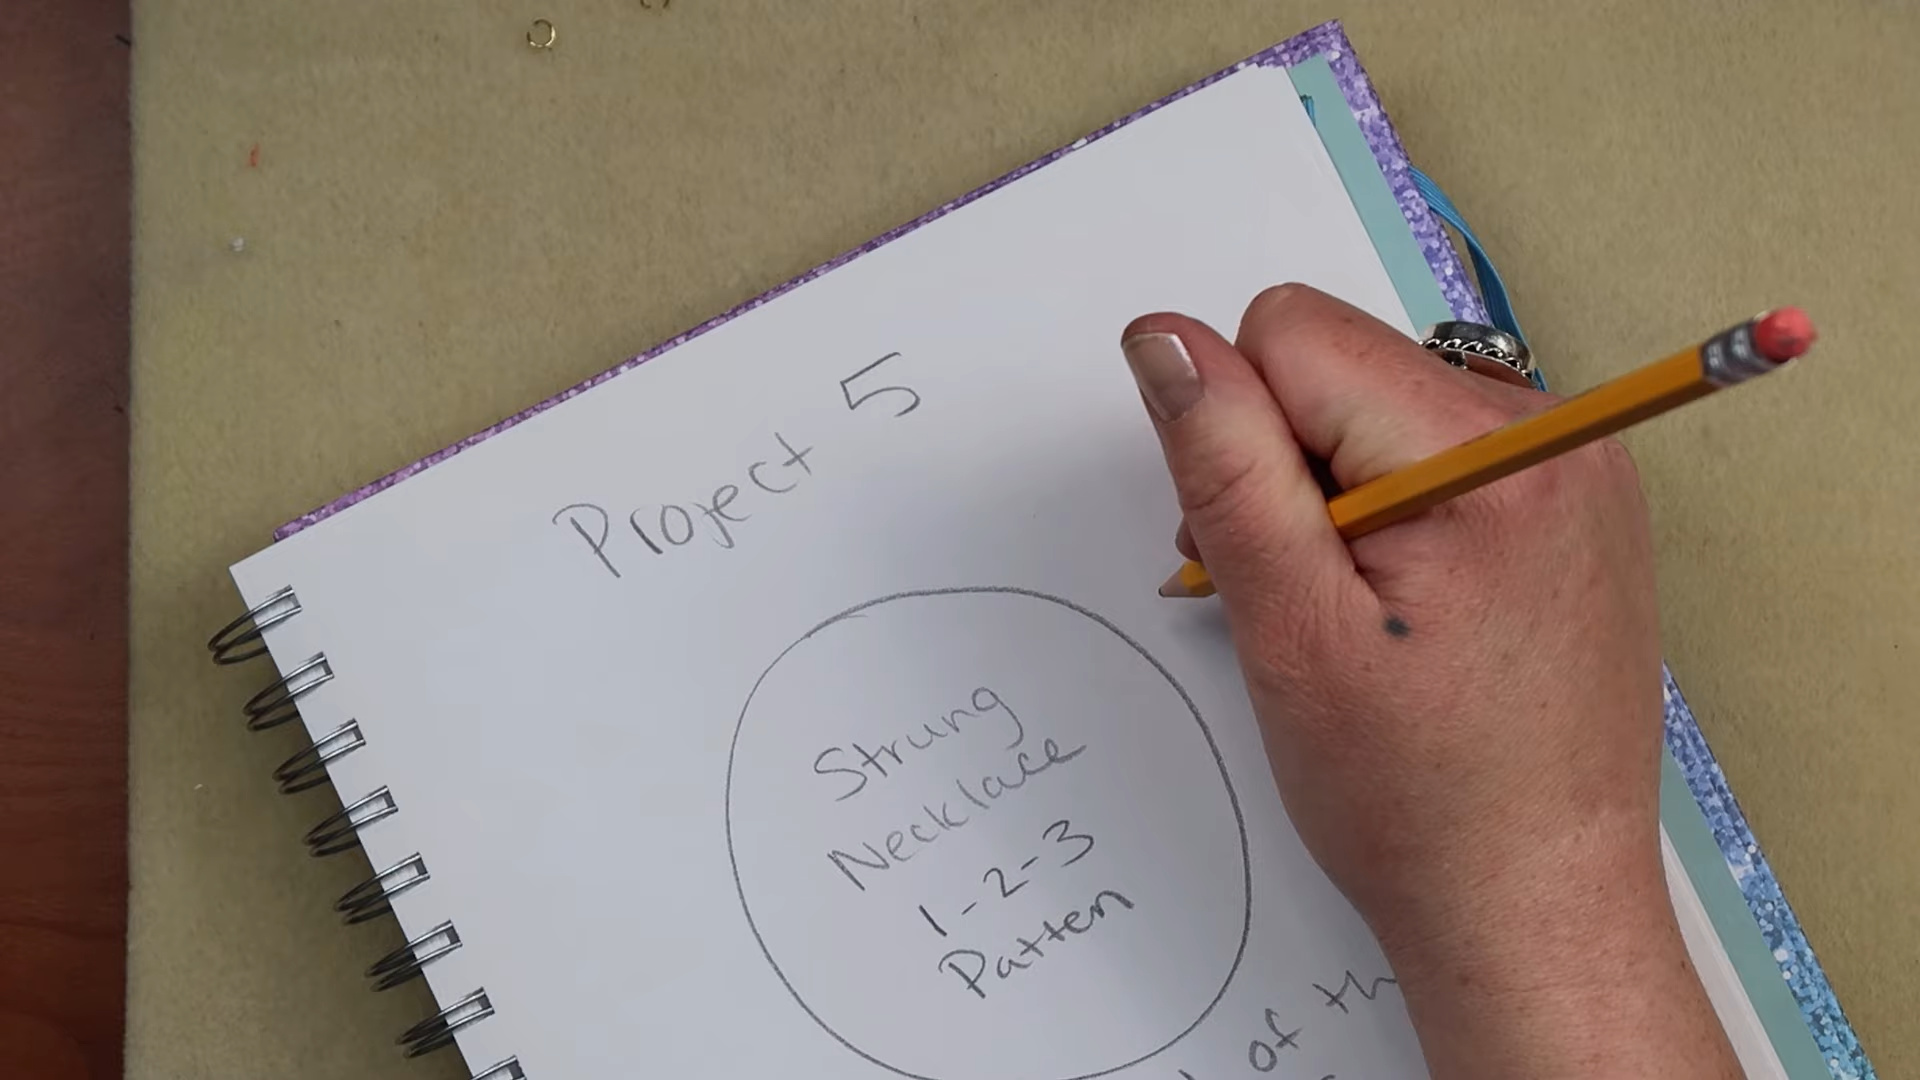 Project 5
Strung
Necklace
1-2-3
Patten
of th